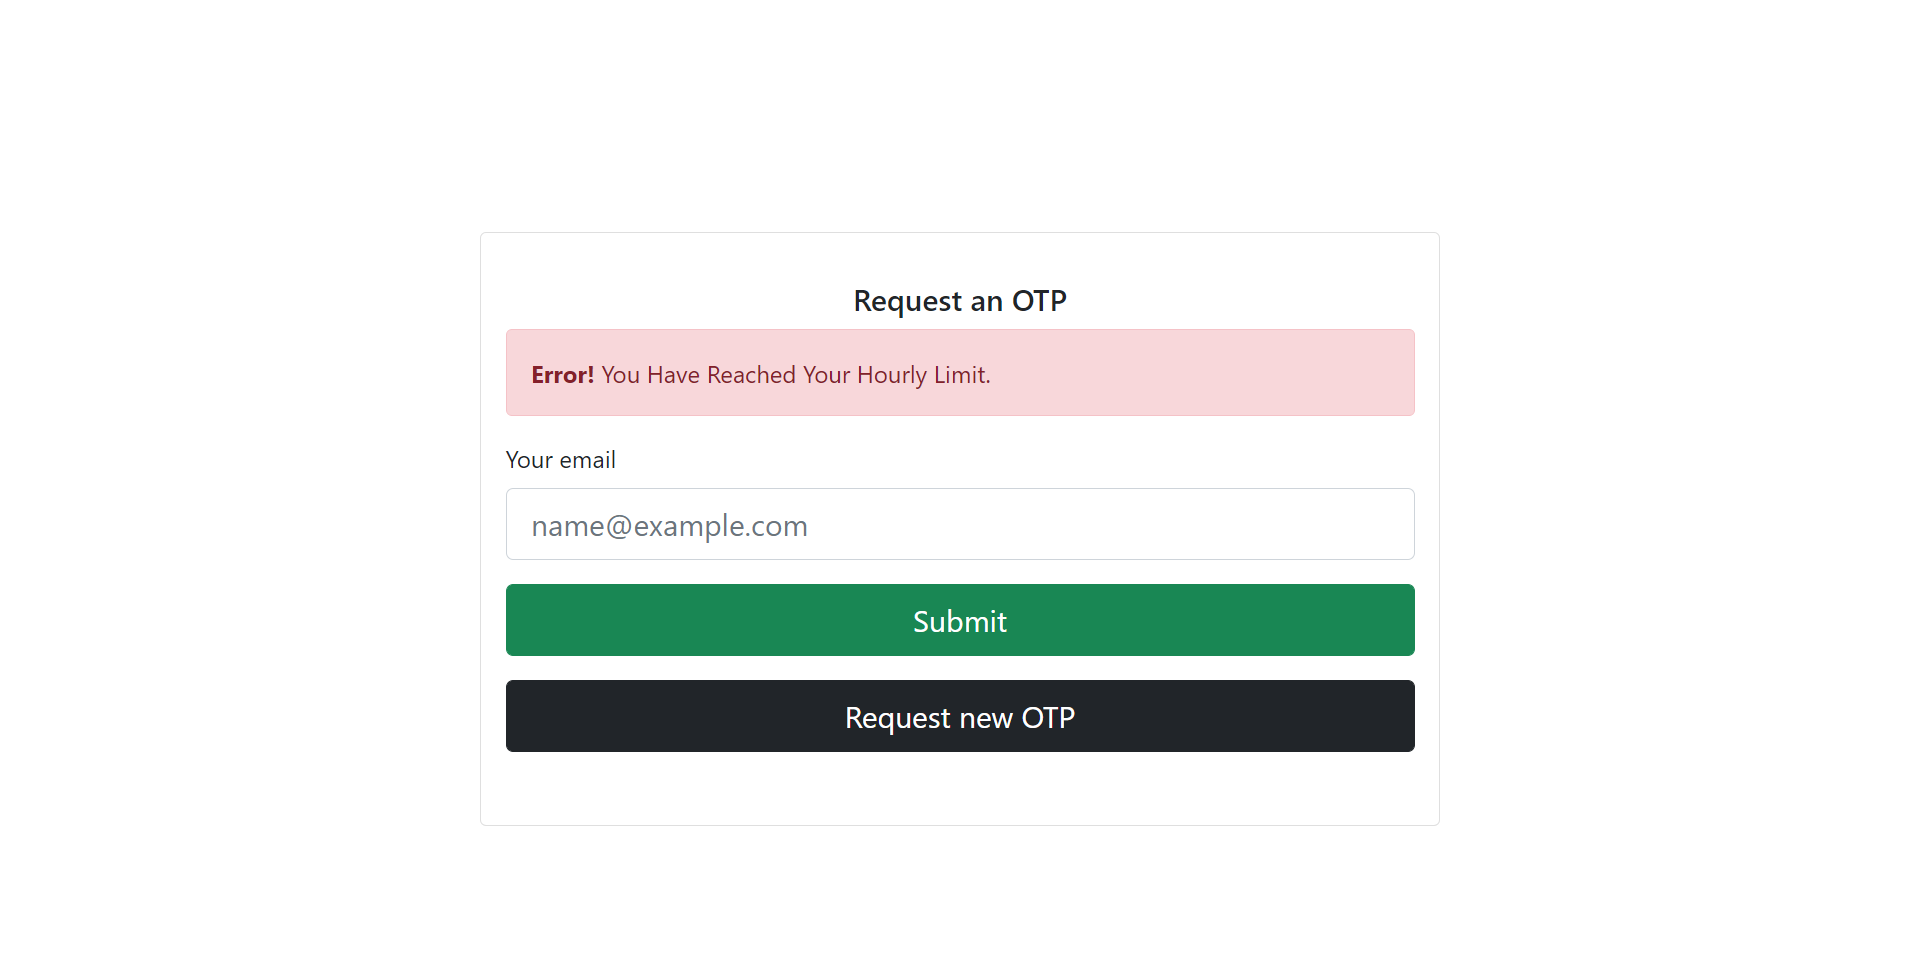 Request an OTP
Error! You Have Reached Your Hourly Limit.
Your email
name@example.com
Submit
Request new OTP